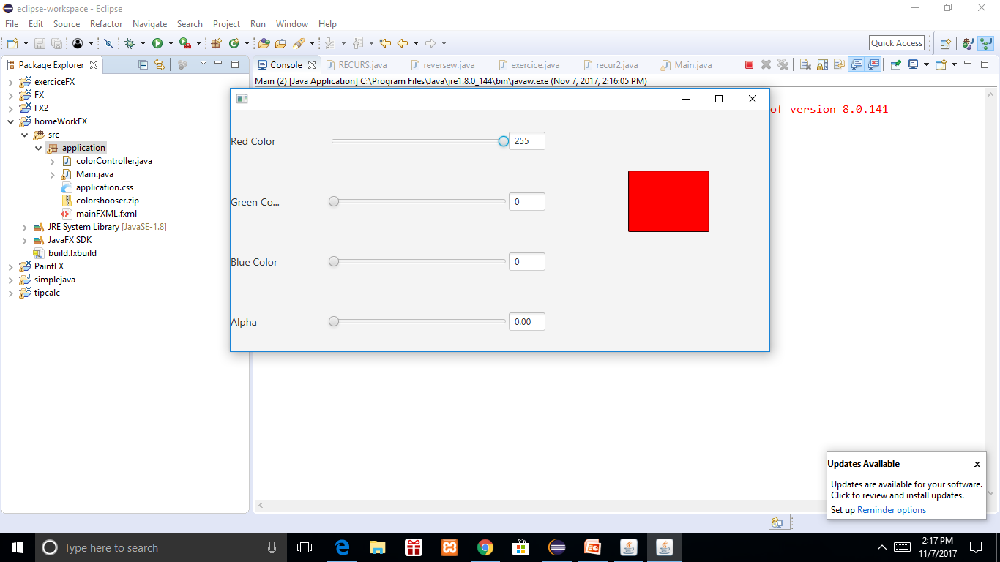 eclipse-workspace - Eclipse
File Edit Source Refactor Navigate Search Project Run Window Help
Quick Access
Package Explorer
Console RECURS.java reversew.java exercice.java recur2.java Main.java
Main (2) [Java Application] C:\Program Files\Java\jre1.8.0_144\bin\javaw.exe (Nov 7, 2017, 2:16:05 PM)
of version 8.0.141
exerciceFX
FX
FX2
homeWorkFX
src
application
colorController.java
Main.java
application.css
colorshooser.zip
mainFXML.fxml
JRE System Library [JavaSE-1.8]
JavaFX SDK
build.fxbuild
PaintFX
simplejava
tipcalc
Red Color 255
Green Co... 0
Blue Color 0
Alpha 0.00
Updates Available
Updates are available for your software.
Click to review and install updates.
Set up Reminder options
Type here to search
2:17 PM
11/7/2017